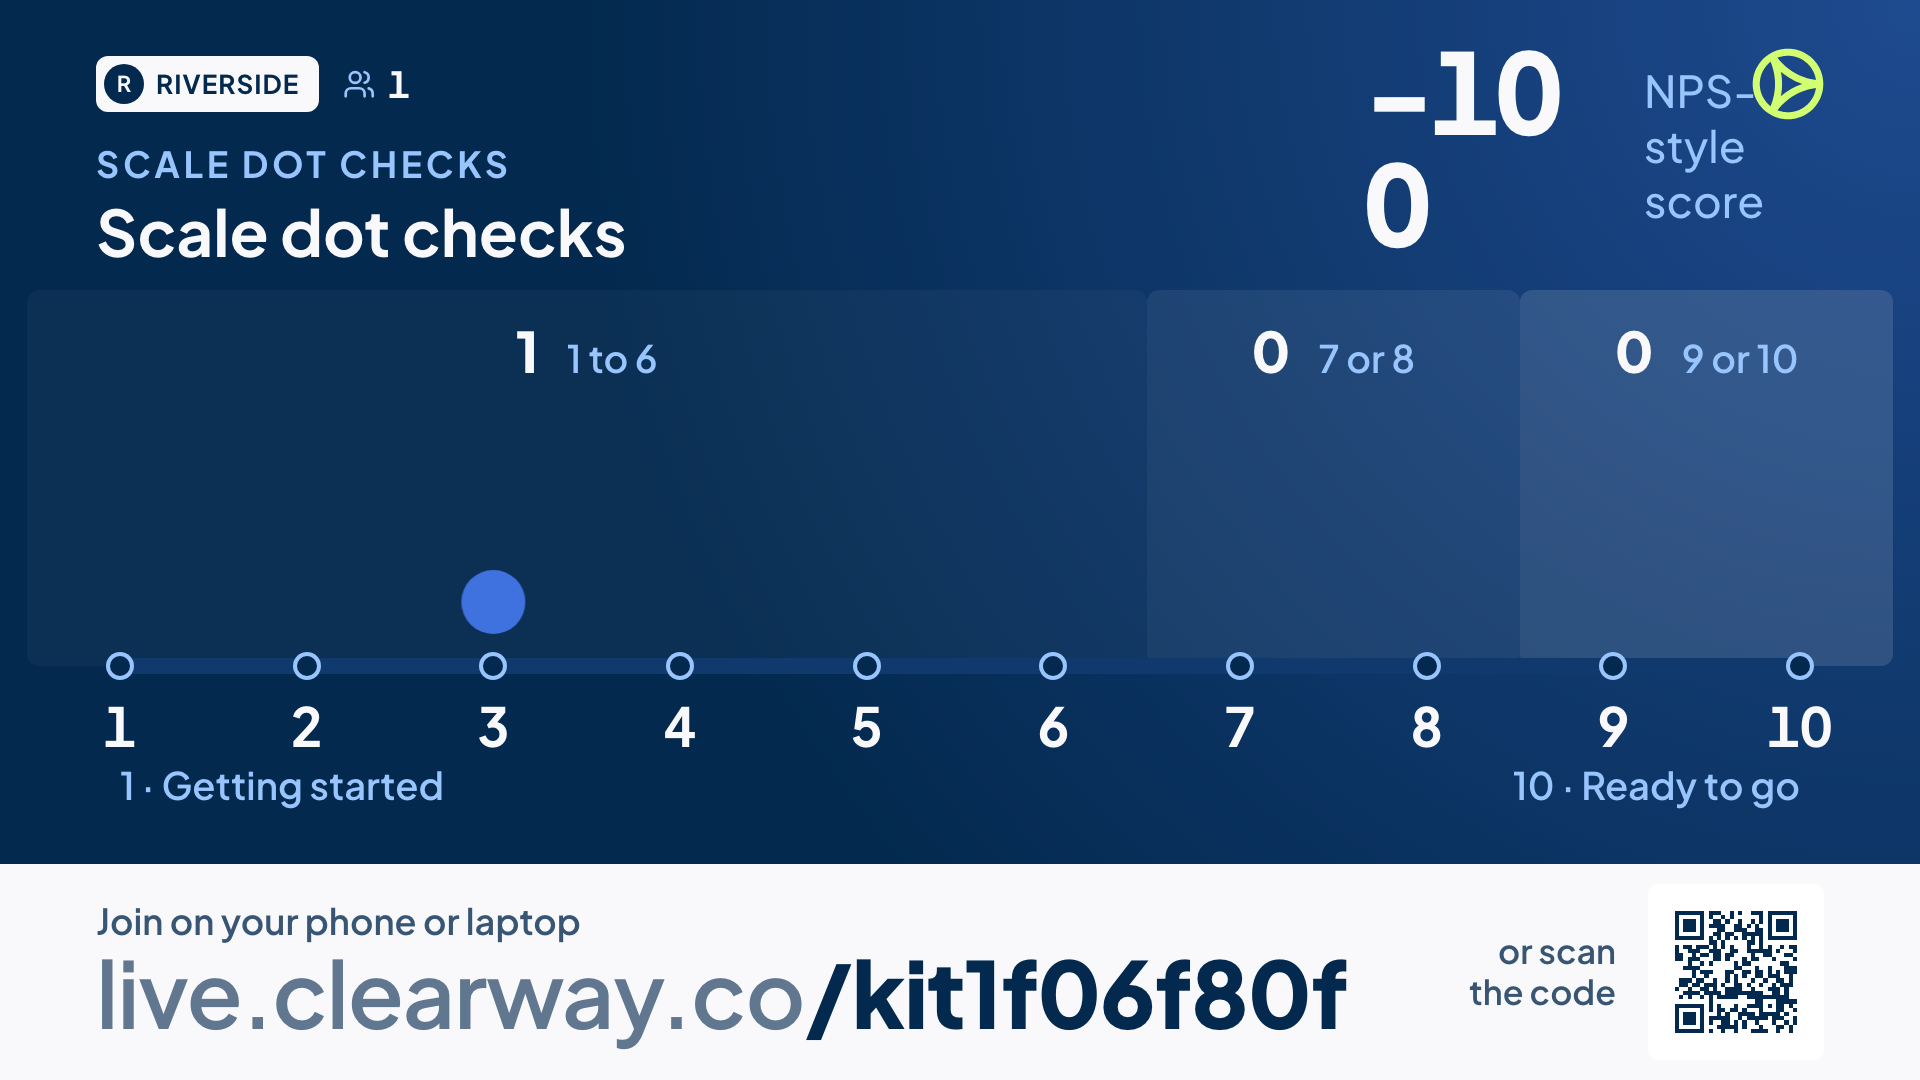 R RIVERSIDE 1
SCALE DOT CHECKS
Scale dot checks
−10
0
NPS-
style
score
1 1 to 6
0 7 or 8
0 9 or 10
1 2 3 4 5 6 7 8 9 10
1 · Getting started
10 · Ready to go
Join on your phone or laptop
live.clearway.co/kit1f06f80f
or scan
the code